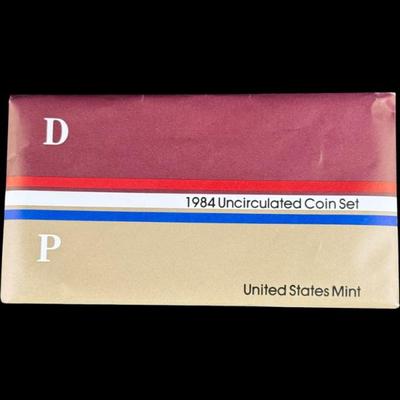 D
1984 Uncirculated Coin Set
P
United States Mint